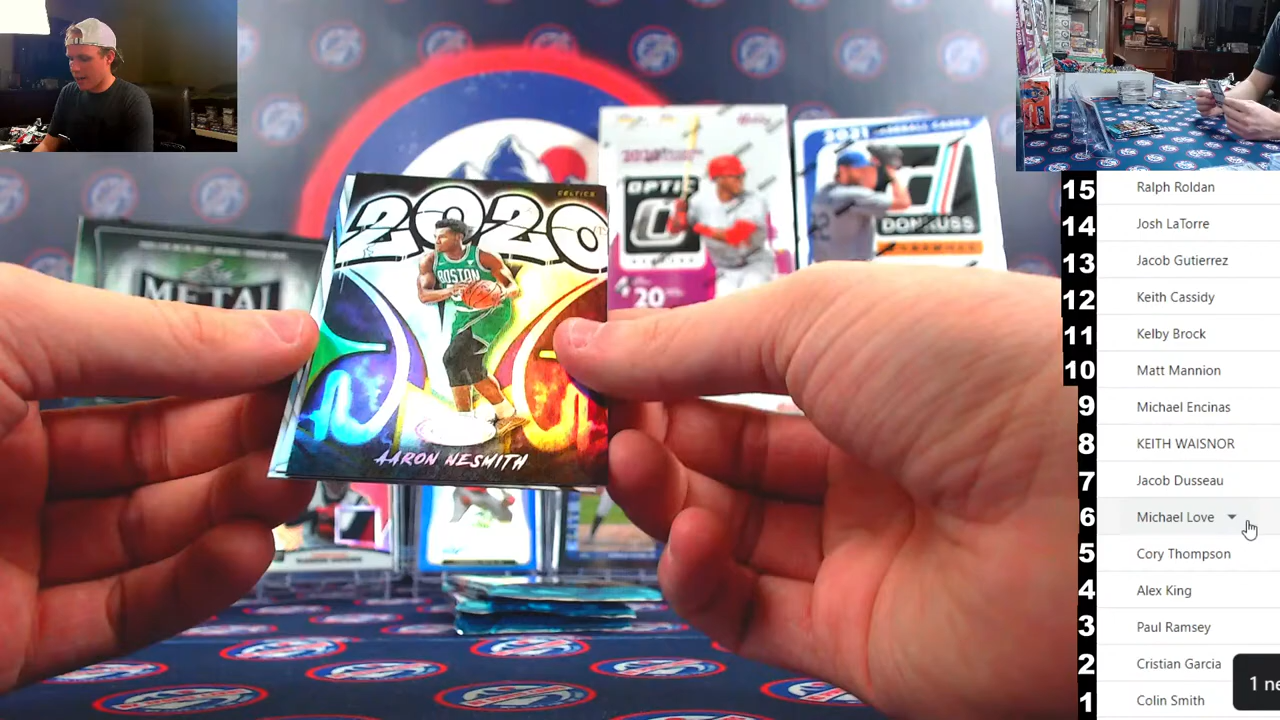 CELTICS
2020
BOSTON
AARON NESMITH
METAL
OPTIC
20
2021
DONRUSS
15 Ralph Roldan
14 Josh LaTorre
13 Jacob Gutierrez
12 Keith Cassidy
11 Kelby Brock
10 Matt Mannion
9 Michael Encinas
8 KEITH WAISNOR
7 Jacob Dusseau
6 Michael Love
5 Cory Thompson
4 Alex King
3 Paul Ramsey
2 Cristian Garcia
1 Colin Smith
1 ne